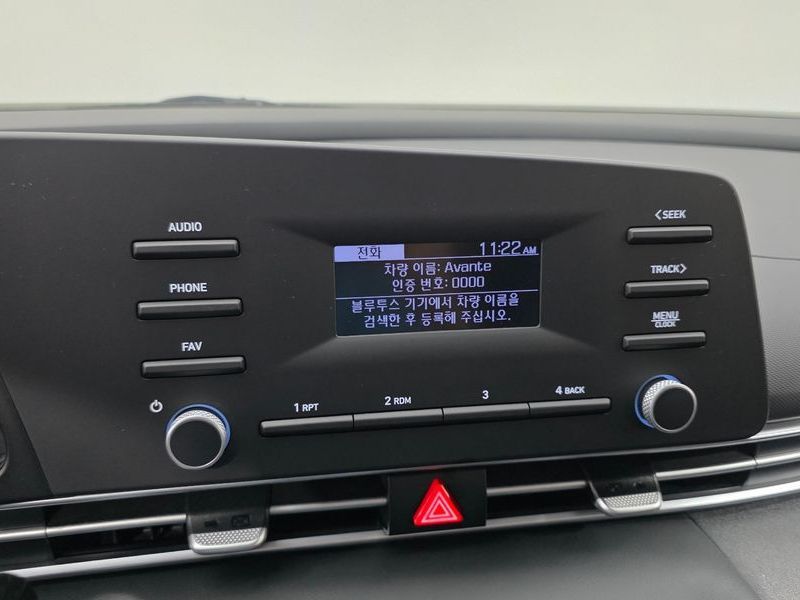 AUDIO
PHONE
FAV
전화 11:22 AM
차량 이름: Avante
인증 번호: 0000
블루투스 기기에서 차량 이름을
검색한 후 등록해 주십시오.
<SEEK
TRACK>
MENU
CLOCK
1 RPT
2 RDM
3
4 BACK